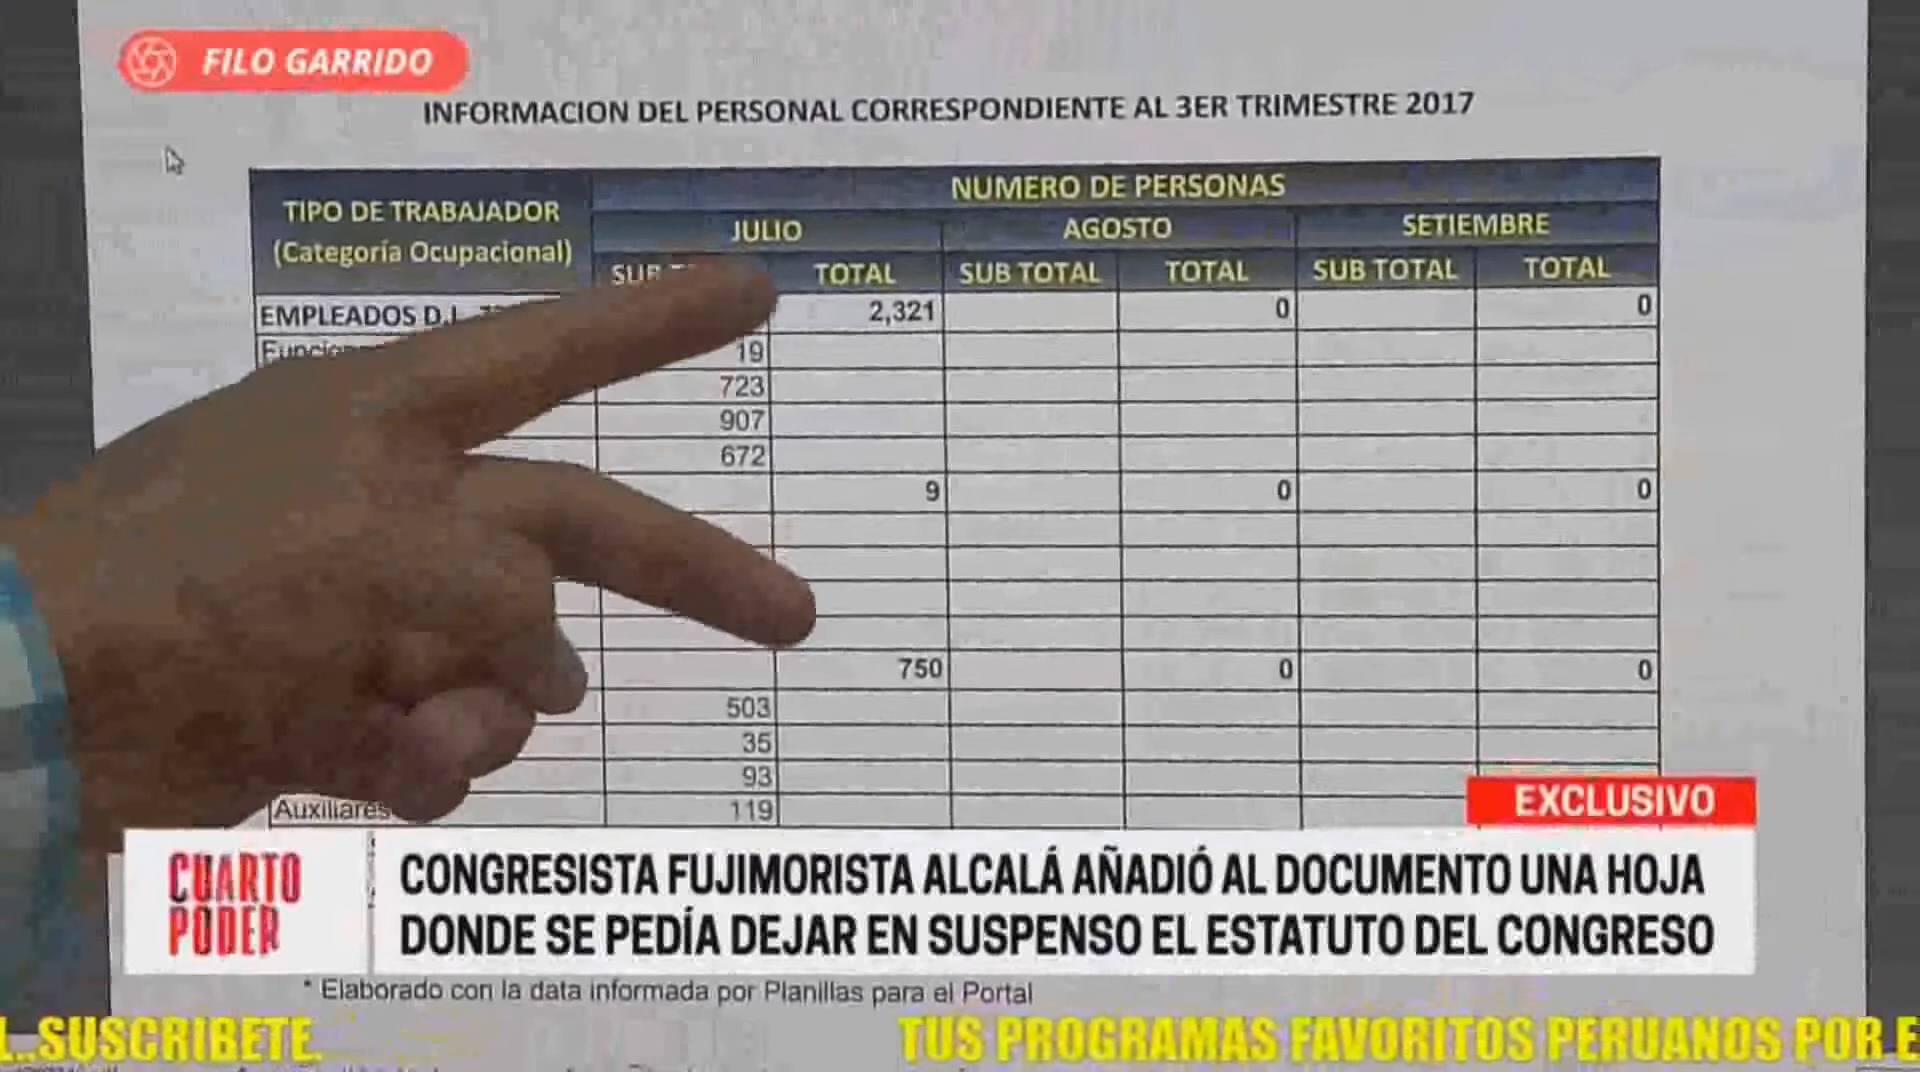 FILO GARRIDO
INFORMACION DEL PERSONAL CORRESPONDIENTE AL 3ER TRIMESTRE 2017
TIPO DE TRABAJADOR
(Categoría Ocupacional)
NUMERO DE PERSONAS
JULIO AGOSTO SETIEMBRE
TOTAL SUB TOTAL TOTAL SUB TOTAL TOTAL
EMPLEADOS 2,321 0 0
19
723
907
672
9 0 0
750 0 0
503
35
93
Auxiliares 119
EXCLUSIVO
CUARTO
PODER
CONGRESISTA FUJIMORISTA ALCALÁ AÑADIÓ AL DOCUMENTO UNA HOJA
DONDE SE PEDÍA DEJAR EN SUSPENSO EL ESTATUTO DEL CONGRESO
* Elaborado con la data informada por Planillas para el Portal
L..SUSCRIBETE. TUS PROGRAMAS FAVORITOS PERUANOS POR E